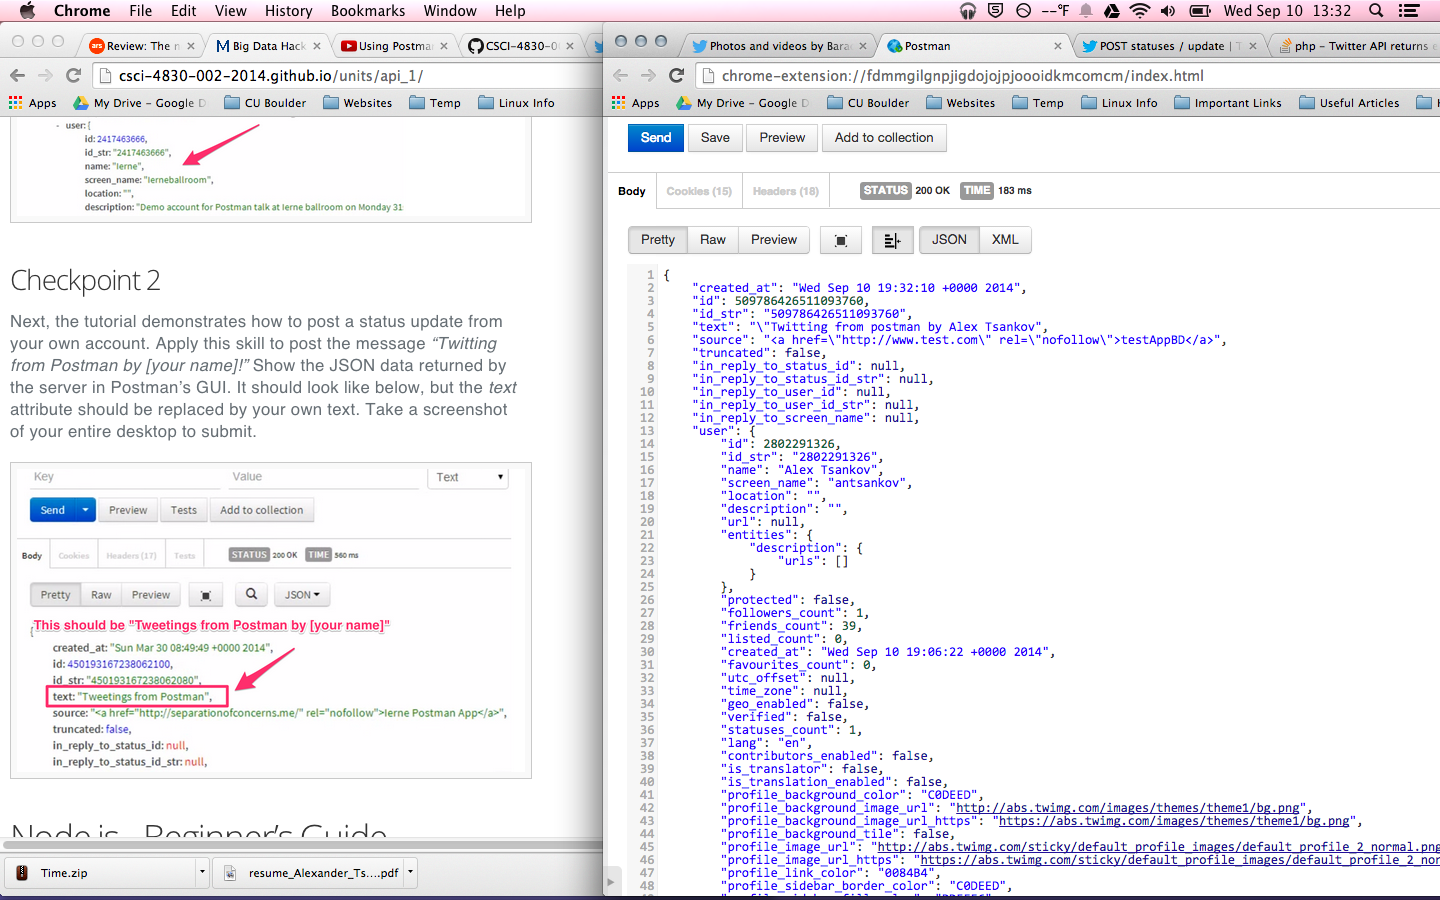 Chrome File Edit View History Bookmarks Window Help --°F Wed Sep 10 13:32
ars Review: The n
M Big Data Hack
Using Postma
CSCI-4830-0
csci-4830-002-2014.github.io/units/api_1/
Apps My Drive - Google D CU Boulder Websites Temp Linux Info
- user:{
id: 2417463666,
id_str: "2417463666",
name: "Ierne",
screen_name: "Ierneballroom",
location: "",
description: "Demo account for Postman talk at Ierne ballroom on Monday 31
Checkpoint 2
Next, the tutorial demonstrates how to post a status update from
your own account. Apply this skill to post the message “Twitting
from Postman by [your name]!” Show the JSON data returned by
the server in Postman’s GUI. It should look like below, but the text
attribute should be replaced by your own text. Take a screenshot
of your entire desktop to submit.
Key Value Text
Send Preview Tests Add to collection
Body Cookies Headers (17) Tests STATUS 200 OK TIME 560 ms
Pretty Raw Preview JSON
This should be "Tweetings from Postman by [your name]"
{
created_at: "Sun Mar 30 08:49:49 +0000 2014",
id: 450193167238062100,
id_str: "450193167238062080",
text: "Tweetings from Postman",
source: "<a href="http://separationofconcerns.me/" rel="nofollow">Ierne Postman App</a>",
truncated: false,
in_reply_to_status_id: null,
in_reply_to_status_id_str: null,
Node.js Beginner’s Guide
Time.zip
resume_Alexander_Ts....pdf
Photos and videos by Bara
Postman
POST statuses / update | T
php - Twitter API returns e
chrome-extension://fdmmgilgnpjigdojojpjoooidkmcomcm/index.html
Apps My Drive - Google D CU Boulder Websites Temp Linux Info Important Links Useful Articles
Send Save Preview Add to collection
Body Cookies (15) Headers (18) STATUS 200 OK TIME 183 ms
Pretty Raw Preview JSON XML
1 {
2 "created_at": "Wed Sep 10 19:32:10 +0000 2014",
3 "id": 509786426511093760,
4 "id_str": "509786426511093760",
5 "text": "\"Twitting from postman by Alex Tsankov",
6 "source": "<a href=\"http://www.test.com\" rel=\"nofollow\">testAppBD</a>",
7 "truncated": false,
8 "in_reply_to_status_id": null,
9 "in_reply_to_status_id_str": null,
10 "in_reply_to_user_id": null,
11 "in_reply_to_user_id_str": null,
12 "in_reply_to_screen_name": null,
13 "user": {
14 "id": 2802291326,
15 "id_str": "2802291326",
16 "name": "Alex Tsankov",
17 "screen_name": "antsankov",
18 "location": "",
19 "description": "",
20 "url": null,
21 "entities": {
22 "description": {
23 "urls": []
24 }
25 },
26 "protected": false,
27 "followers_count": 1,
28 "friends_count": 39,
29 "listed_count": 0,
30 "created_at": "Wed Sep 10 19:06:22 +0000 2014",
31 "favourites_count": 0,
32 "utc_offset": null,
33 "time_zone": null,
34 "geo_enabled": false,
35 "verified": false,
36 "statuses_count": 1,
37 "lang": "en",
38 "contributors_enabled": false,
39 "is_translator": false,
40 "is_translation_enabled": false,
41 "profile_background_color": "C0DEED",
42 "profile_background_image_url": "http://abs.twimg.com/images/themes/theme1/bg.png",
43 "profile_background_image_url_https": "https://abs.twimg.com/images/themes/theme1/bg.png",
44 "profile_background_tile": false,
45 "profile_image_url": "http://abs.twimg.com/sticky/default_profile_images/default_profile_2_normal.png
46 "profile_image_url_https": "https://abs.twimg.com/sticky/default_profile_images/default_profile_2_nor
47 "profile_link_color": "0084B4",
48 "profile_sidebar_border_color": "C0DEED",